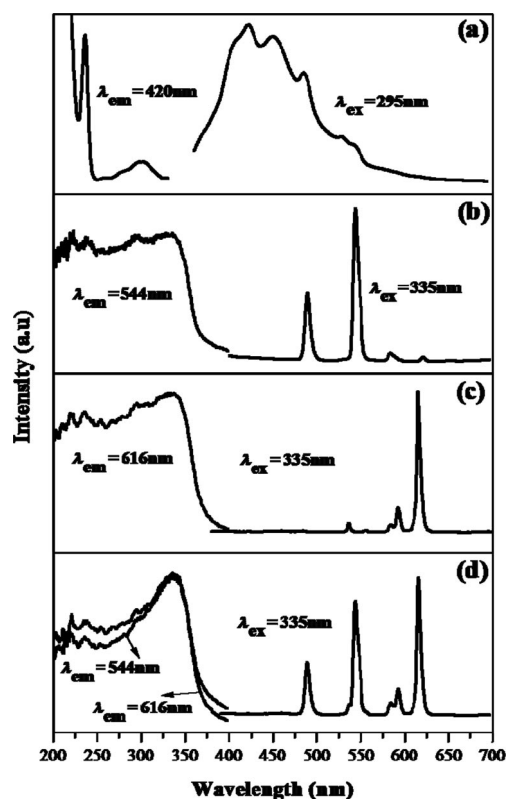 (a)
λem=420nm
λex=295nm
(b)
λem=544nm
λex=335nm
(c)
λem=616nm
λex=335nm
(d)
λex=335nm
λem=544nm
λem=616nm
Intensity (a.u)
200 250 300 350 400 450 500 550 600 650 700
Wavelength (nm)